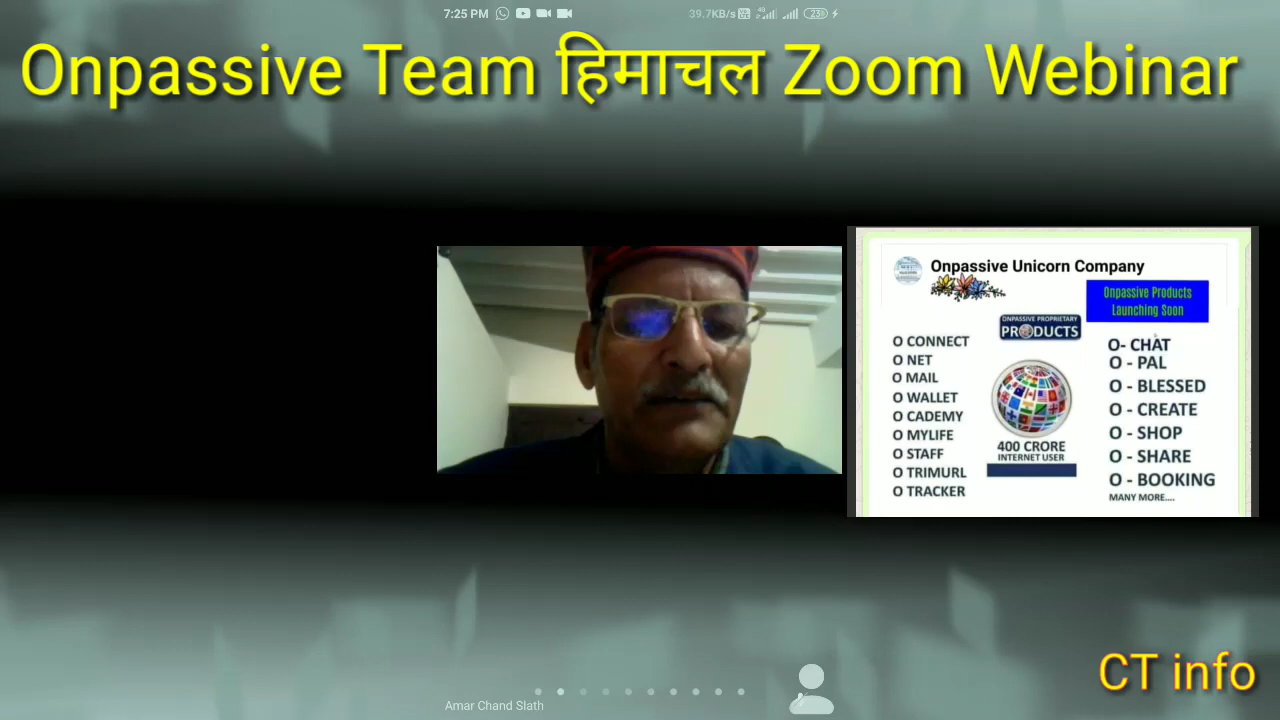 7:25 PM
39.7KB/s
4G
23
Onpassive Team हिमाचल Zoom Webinar
Onpassive Unicorn Company
Onpassive Products
Launching Soon
ONPASSIVE PROPRIETARY
PRODUCTS
O CONNECT
O NET
O MAIL
O WALLET
O CADEMY
O MYLIFE
O STAFF
O TRIMURL
O TRACKER
400 CRORE
INTERNET USER
O- CHAT
O - PAL
O - BLESSED
O - CREATE
O - SHOP
O - SHARE
O - BOOKING
MANY MORE....
CT info
Amar Chand Slath